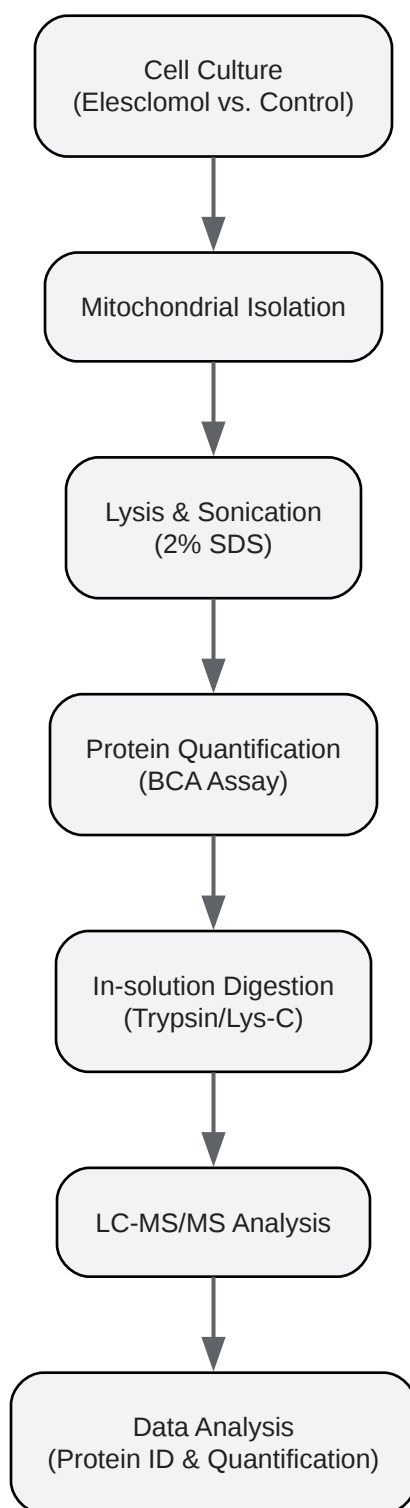 Cell Culture
(Elesclomol vs. Control)
Mitochondrial Isolation
Lysis & Sonication
(2% SDS)
Protein Quantification
(BCA Assay)
In-solution Digestion
(Trypsin/Lys-C)
LC-MS/MS Analysis
Data Analysis
(Protein ID & Quantification)